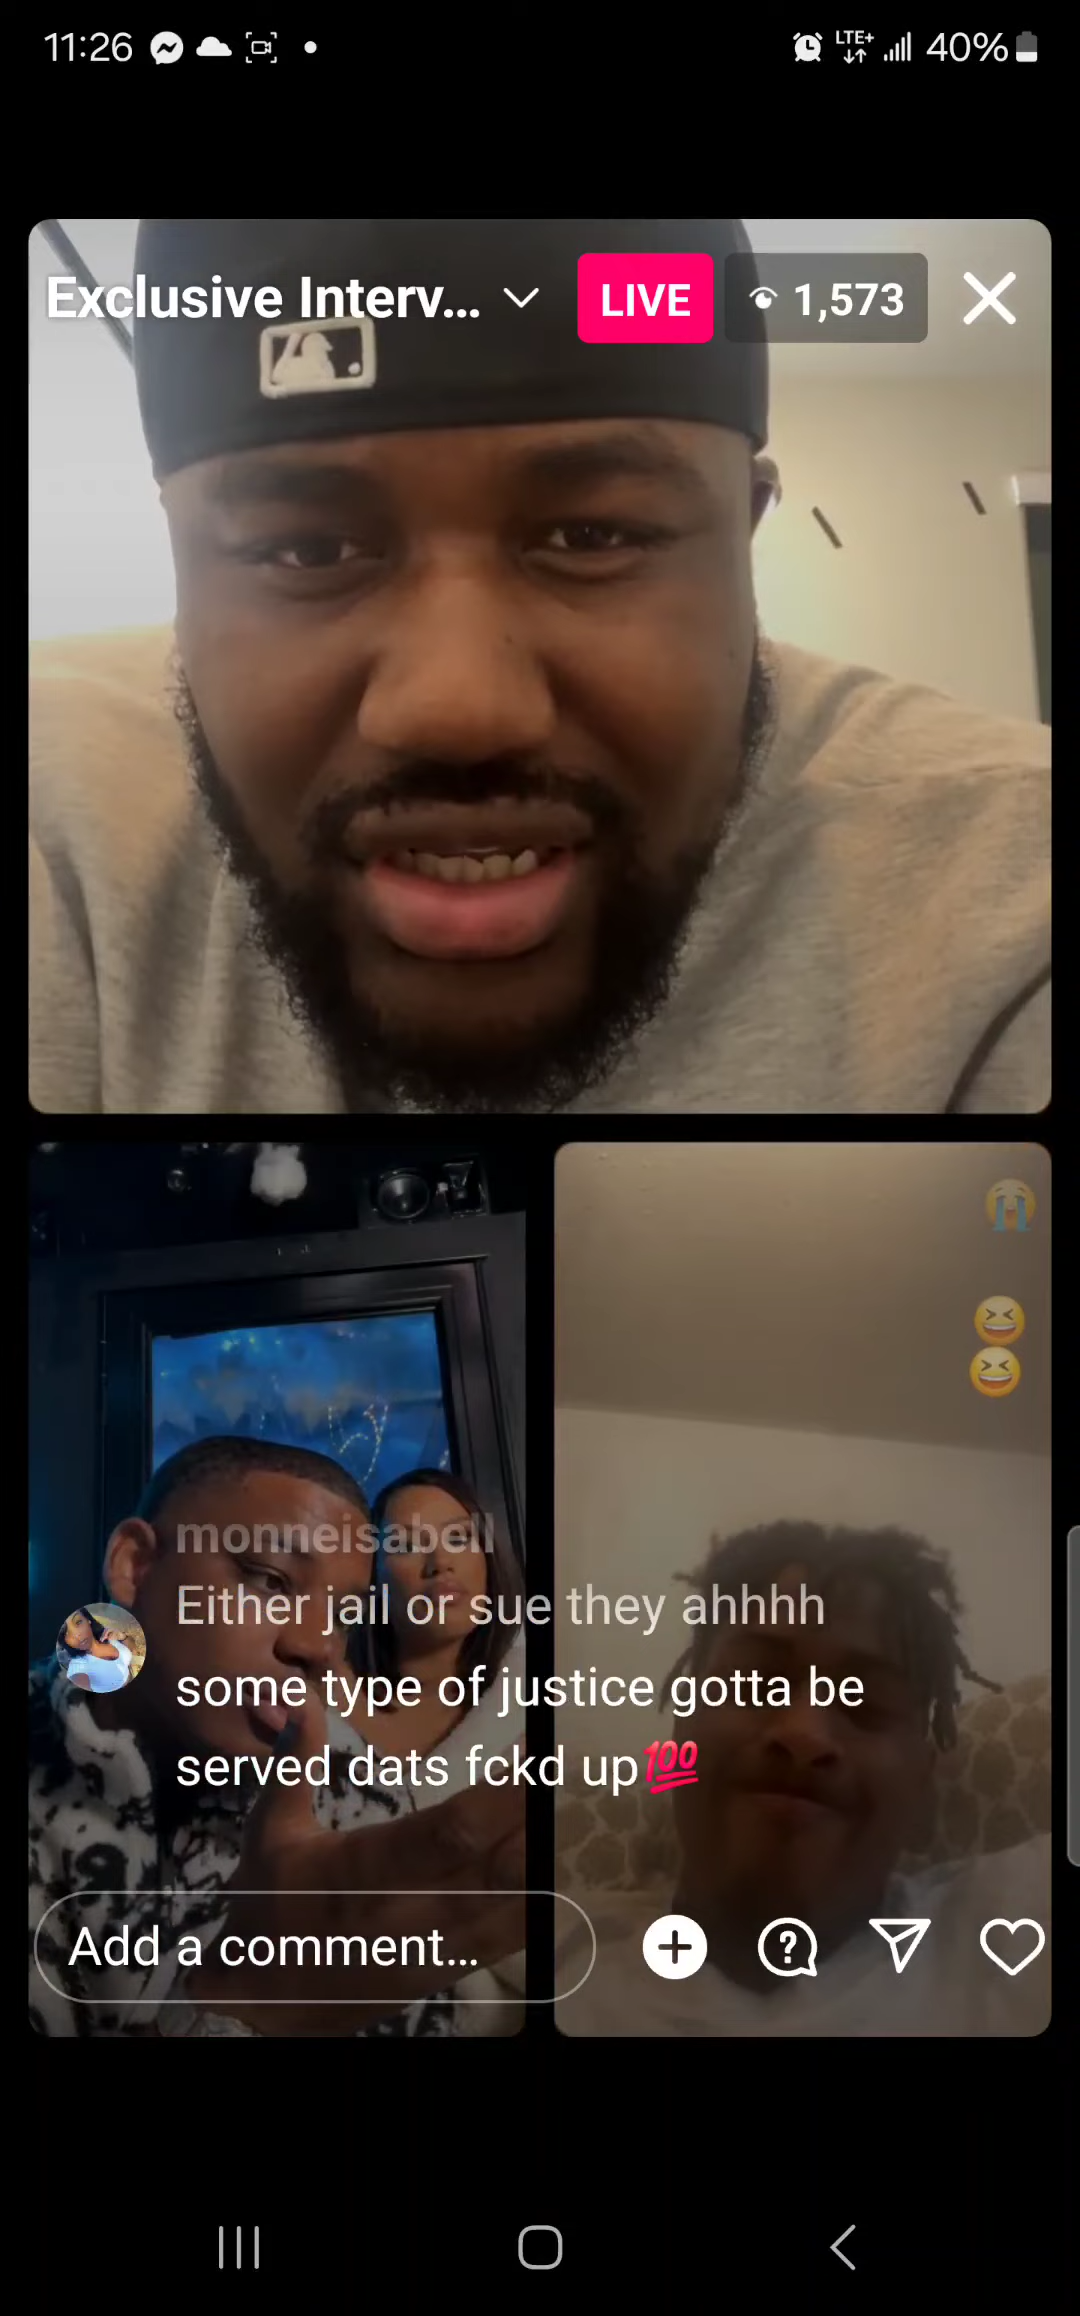 11:26
LTE+
40%
Exclusive Interv...
LIVE
1,573
monneisabell
Either jail or sue they ahhhh
some type of justice gotta be
served dats fckd up💯
Add a comment...